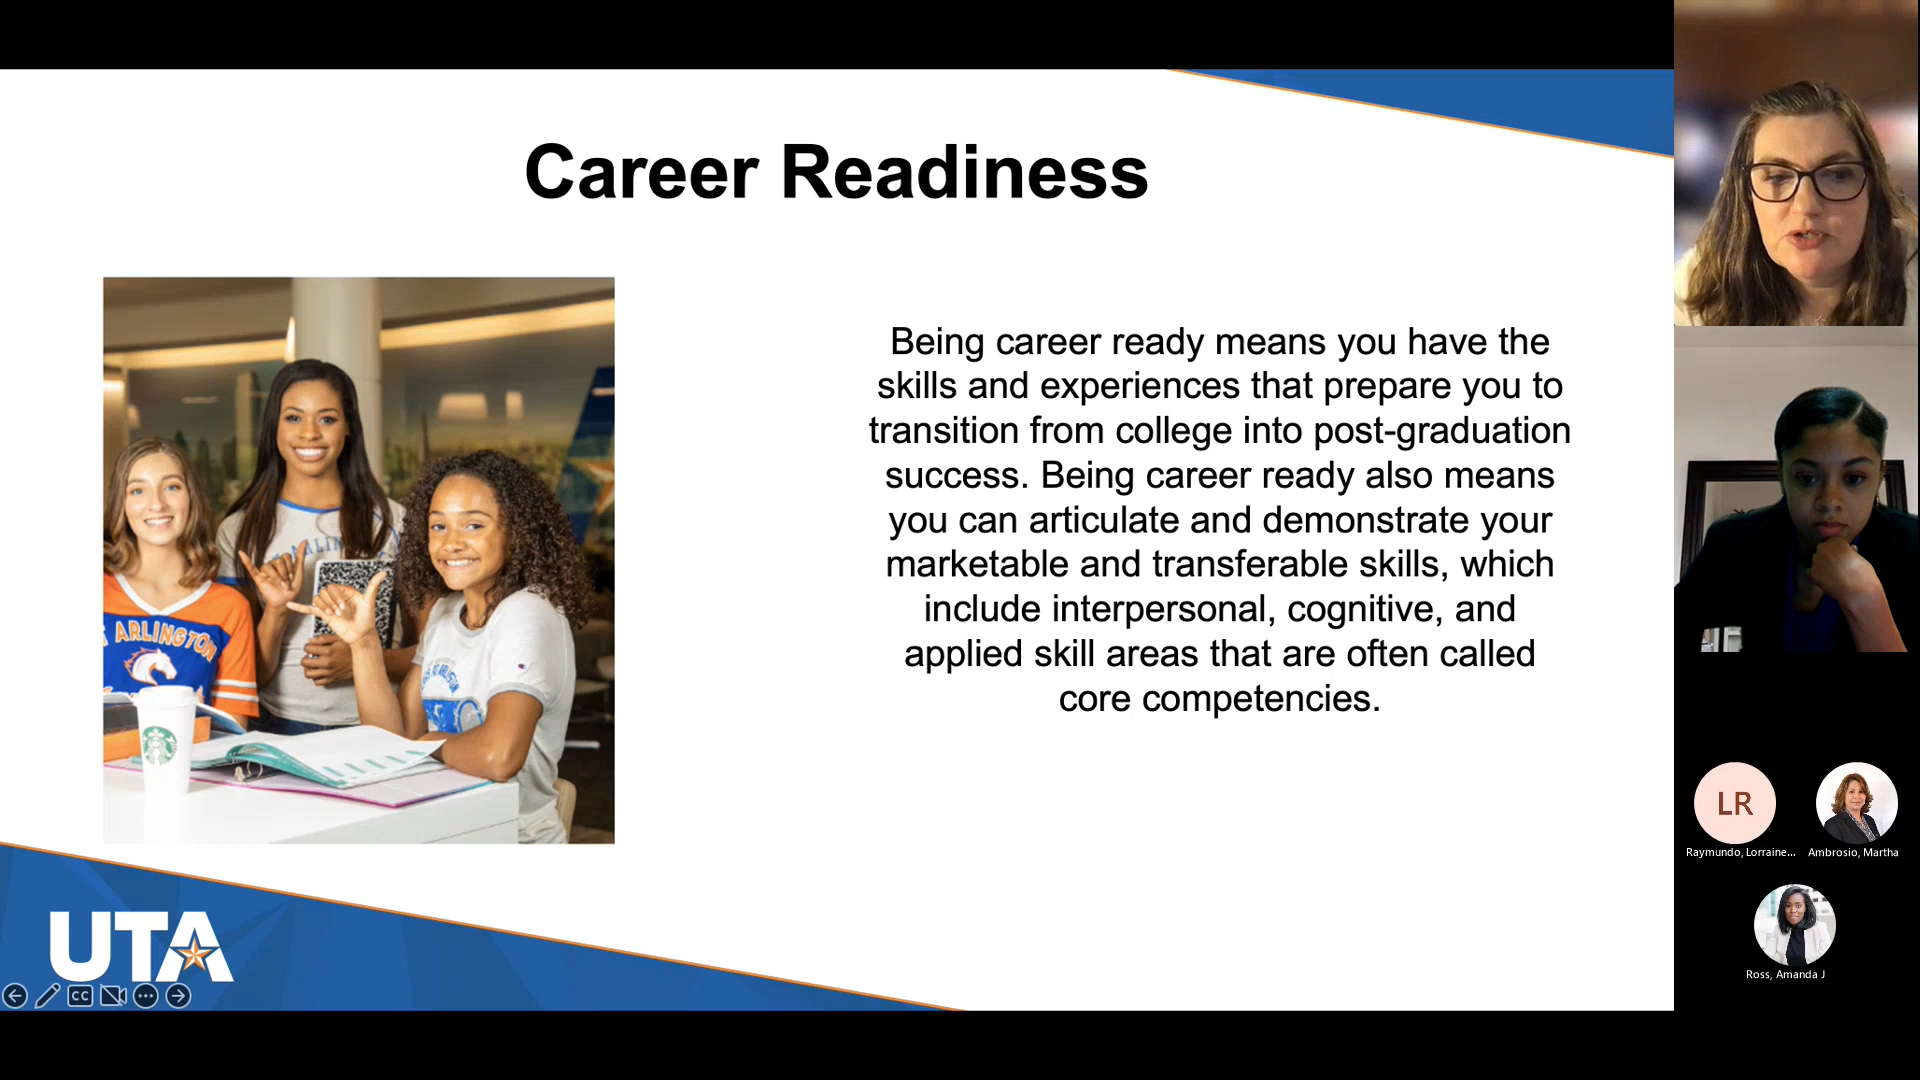 Career Readiness
Being career ready means you have the
skills and experiences that prepare you to
transition from college into post-graduation
success. Being career ready also means
you can articulate and demonstrate your
marketable and transferable skills, which
include interpersonal, cognitive, and
applied skill areas that are often called
core competencies.
ARLINGTON
UTA
CC
LR
Raymundo, Lorraine...
Ambrosio, Martha
Ross, Amanda J